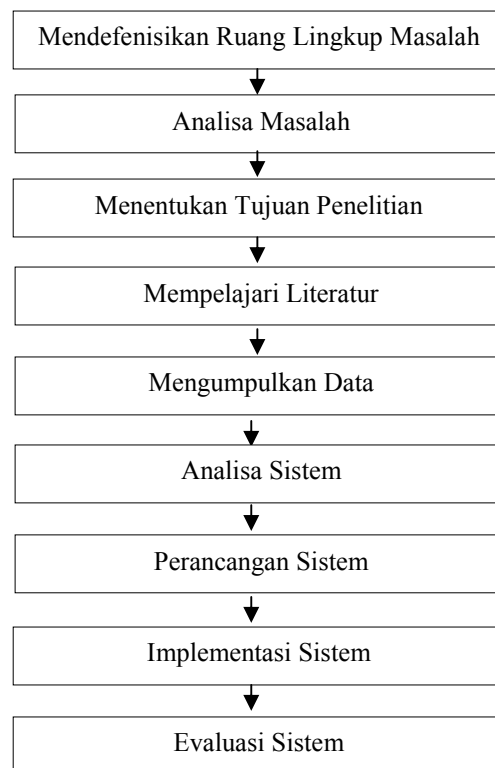 Mendefenisikan Ruang Lingkup Masalah
Analisa Masalah
Menentukan Tujuan Penelitian
Mempelajari Literatur
Mengumpulkan Data
Analisa Sistem
Perancangan Sistem
Implementasi Sistem
Evaluasi Sistem